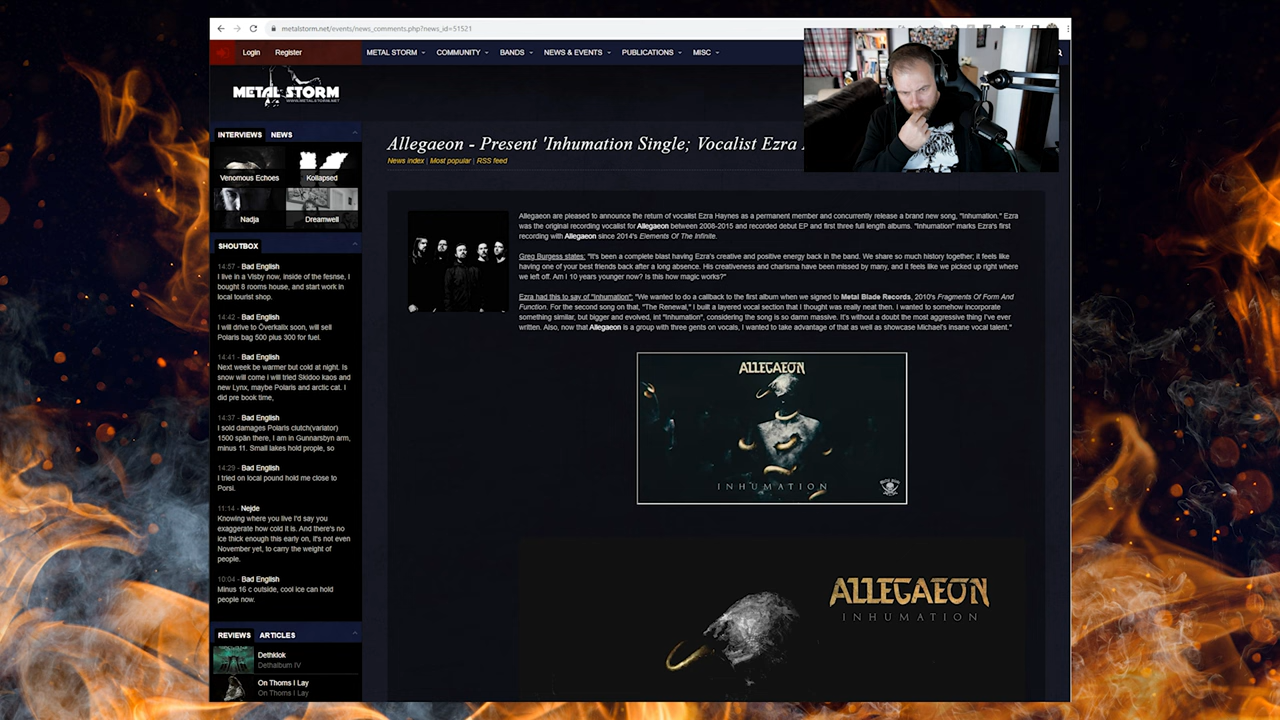 metalstorm.net/events/news_comments.php?news_id=51521
Login Register METAL STORM COMMUNITY BANDS NEWS & EVENTS PUBLICATIONS MISC
METAL STORM
WWW.METALSTORM.NET
INTERVIEWS NEWS
Venomous Echoes Kollapsed
Nadja Dreamwell
SHOUTBOX
14:57 - Bad English
I live in a Visby now, inside of the fesnse, I
bought 6 rooms house, and start work in
local tourist shop.
14:42 - Bad English
I will drive to Överkalix soon, will sell
Polaris bag 500 plus 300 for fuel.
14:41 - Bad English
Next week be warmer but cold at night. Is
snow will come i will tried Skidoo kaos and
new Lynx, maybe Polaris and arctic cat. I
did pre book time,
14:37 - Bad English
I sold damages Polaris clutch(variator)
1500 spän there, I am in Gunnarsbyn arm,
minus 11. Small lakes hold prople, so
14:29 - Bad English
I tried on local pound hold me close to
Porsi.
11:14 - Nejde
Knowing where you live I'd say you
exaggerate how cold it is. And there's no
ice thick enough this early on, it's not even
November yet, to carry the weight of
people.
10:04 - Bad English
Minus 16 c outside, cool ice can hold
people now.
REVIEWS ARTICLES
Dethklok
Dethalbum IV
On Thorns I Lay
On Thorns I Lay
Allegaeon - Present 'Inhumation Single; Vocalist Ezra
News index | Most popular | RSS feed
Allegaeon are pleased to announce the return of vocalist Ezra Haynes as a permanent member and concurrently release a brand new song, "Inhumation." Ezra
was the original recording vocalist for Allegaeon between 2008-2015 and recorded debut EP and first three full length albums. "Inhumation" marks Ezra's first
recording with Allegaeon since 2014's Elements Of The Infinite.
Greg Burgess states: "It's been a complete blast having Ezra's creative and positive energy back in the band. We share so much history together; it feels like
having one of your best friends back after a long absence. His creativeness and charisma have been missed by many, and it feels like we picked up right where
we left off. Am I 10 years younger now? Is this how magic works?"
Ezra had this to say of "Inhumation": "We wanted to do a callback to the first album when we signed to Metal Blade Records, 2010's Fragments Of Form And
Function. For the second song on that, "The Renewal," I built a layered vocal section that I thought was really neat then. I wanted to somehow incorporate
something similar, but bigger and evolved, int "Inhumation", considering the song is so damn massive. It's without a doubt the most aggressive thing I've ever
written. Also, now that Allegaeon is a group with three gents on vocals, I wanted to take advantage of that as well as showcase Michael's insane vocal talent."
ALLEGAEON
INHUMATION
ALLEGAEON
INHUMATION